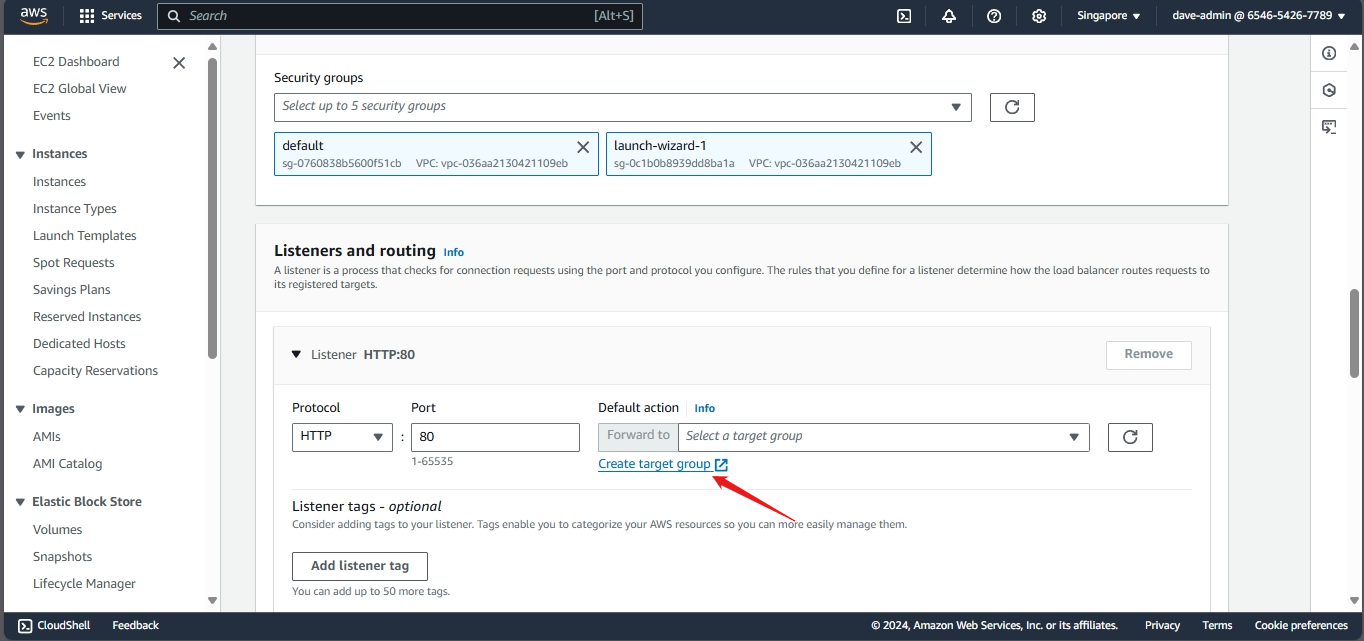 aws Services Search [Alt+S] Singapore dave-admin @ 6546-5426-7789
EC2 Dashboard
EC2 Global View
Events
Instances
Instances
Instance Types
Launch Templates
Spot Requests
Savings Plans
Reserved Instances
Dedicated Hosts
Capacity Reservations
Images
AMIs
AMI Catalog
Elastic Block Store
Volumes
Snapshots
Lifecycle Manager
Security groups
Select up to 5 security groups
default
sg-0760838b5600f51cb VPC: vpc-036aa2130421109eb
launch-wizard-1
sg-0c1b0b8939dd8ba1a VPC: vpc-036aa2130421109eb
Listeners and routing Info
A listener is a process that checks for connection requests using the port and protocol you configure. The rules that you define for a listener determine how the load balancer routes requests to
its registered targets.
Listener HTTP:80 Remove
Protocol Port Default action Info
HTTP : 80 Forward to Select a target group
1-65535 Create target group
Listener tags - optional
Consider adding tags to your listener. Tags enable you to categorize your AWS resources so you can more easily manage them.
Add listener tag
You can add up to 50 more tags.
CloudShell Feedback © 2024, Amazon Web Services, Inc. or its affiliates. Privacy Terms Cookie preferences